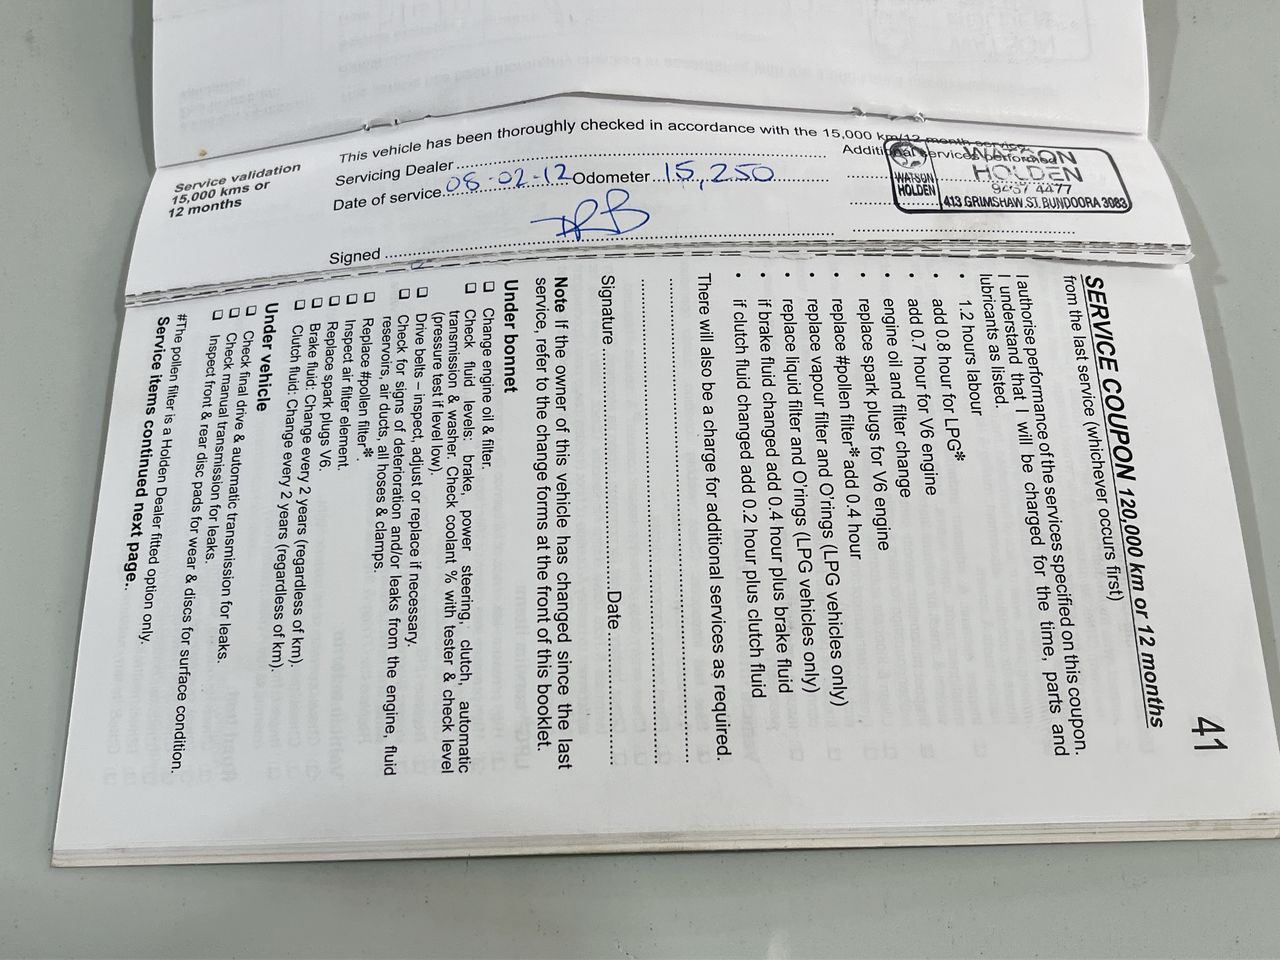 Service validation
15,000 kms or
12 months
This vehicle has been thoroughly checked in accordance with the 15,000 km/12 month service.
Servicing Dealer
Date of service 08-02-12 Odometer 15,250
Signed
Additional services performed
WATSON
HOLDEN
9467 4477
413 GRIMSHAW ST. BUNDOORA 3083
WATSON
HOLDEN
41
SERVICE COUPON 120,000 km or 12 months
from the last service (whichever occurs first)
I authorise performance of the services specified on this coupon.
I understand that I will be charged for the time, parts and
lubricants as listed.
• 1.2 hours labour
• add 0.8 hour for LPG*
• add 0.7 hour for V6 engine
• engine oil and filter change
• replace spark plugs for V6 engine
• replace #pollen filter* add 0.4 hour
• replace vapour filter and O'rings (LPG vehicles only)
• replace liquid filter and O'rings (LPG vehicles only)
• if brake fluid changed add 0.4 hour plus brake fluid
• if clutch fluid changed add 0.2 hour plus clutch fluid
There will also be a charge for additional services as required.
Signature Date
Note If the owner of this vehicle has changed since the last
service, refer to the change forms at the front of this booklet.
Under bonnet
❑ Change engine oil & filter.
❑ Check fluid levels: brake, power steering, clutch, automatic
transmission & washer. Check coolant % with tester & check level
(pressure test if level low).
❑ Drive belts – inspect, adjust or replace if necessary.
❑ Check for signs of deterioration and/or leaks from the engine, fluid
reservoirs, air ducts, all hoses & clamps.
❑ Replace #pollen filter*.
❑ Inspect air filter element.
❑ Replace spark plugs V6.
❑ Brake fluid: Change every 2 years (regardless of km).
❑ Clutch fluid: Change every 2 years (regardless of km).
Under vehicle
❑ Check final drive & automatic transmission for leaks.
❑ Check manual transmission for leaks.
❑ Inspect front & rear disc pads for wear & discs for surface condition.
#The pollen filter is a Holden Dealer fitted option only.
Service items continued next page.